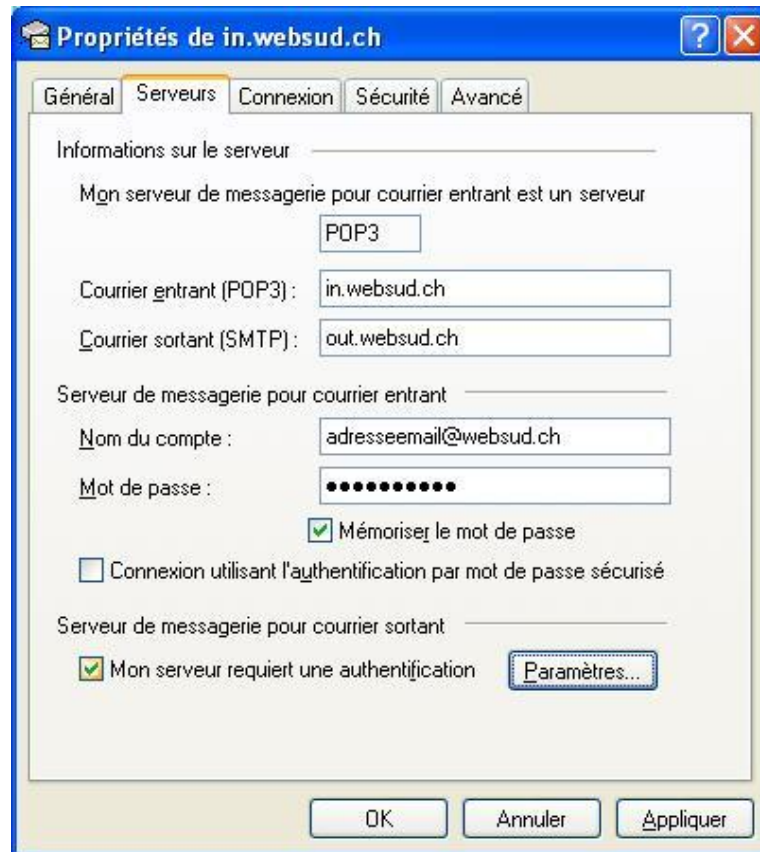 Propriétés de in.websud.ch
?
Général Serveurs Connexion Sécurité Avancé
Informations sur le serveur
Mon serveur de messagerie pour courrier entrant est un serveur
POP3
Courrier entrant (POP3) : in.websud.ch
Courrier sortant (SMTP) : out.websud.ch
Serveur de messagerie pour courrier entrant
Nom du compte : adresseemail@websud.ch
Mot de passe : ●●●●●●●●●●
Mémoriser le mot de passe
Connexion utilisant l'authentification par mot de passe sécurisé
Serveur de messagerie pour courrier sortant
Mon serveur requiert une authentification Paramètres...
OK Annuler Appliquer